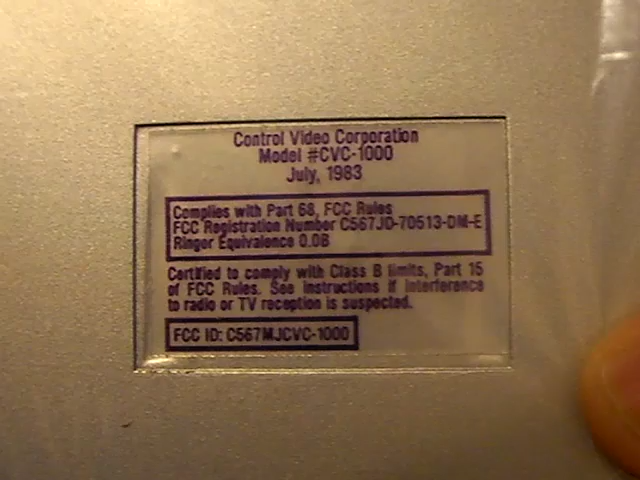 Control Video Corporation
Model #CVC-1000
July, 1983
Complies with Part 68, FCC Rules
FCC Registration Number C567JD-70513-DM-E
Ringer Equivalence 0.0B
Certified to comply with Class B limits, Part 15
of FCC Rules. See instructions if interference
to radio or TV reception is suspected.
FCC ID: C567MJCVC-1000